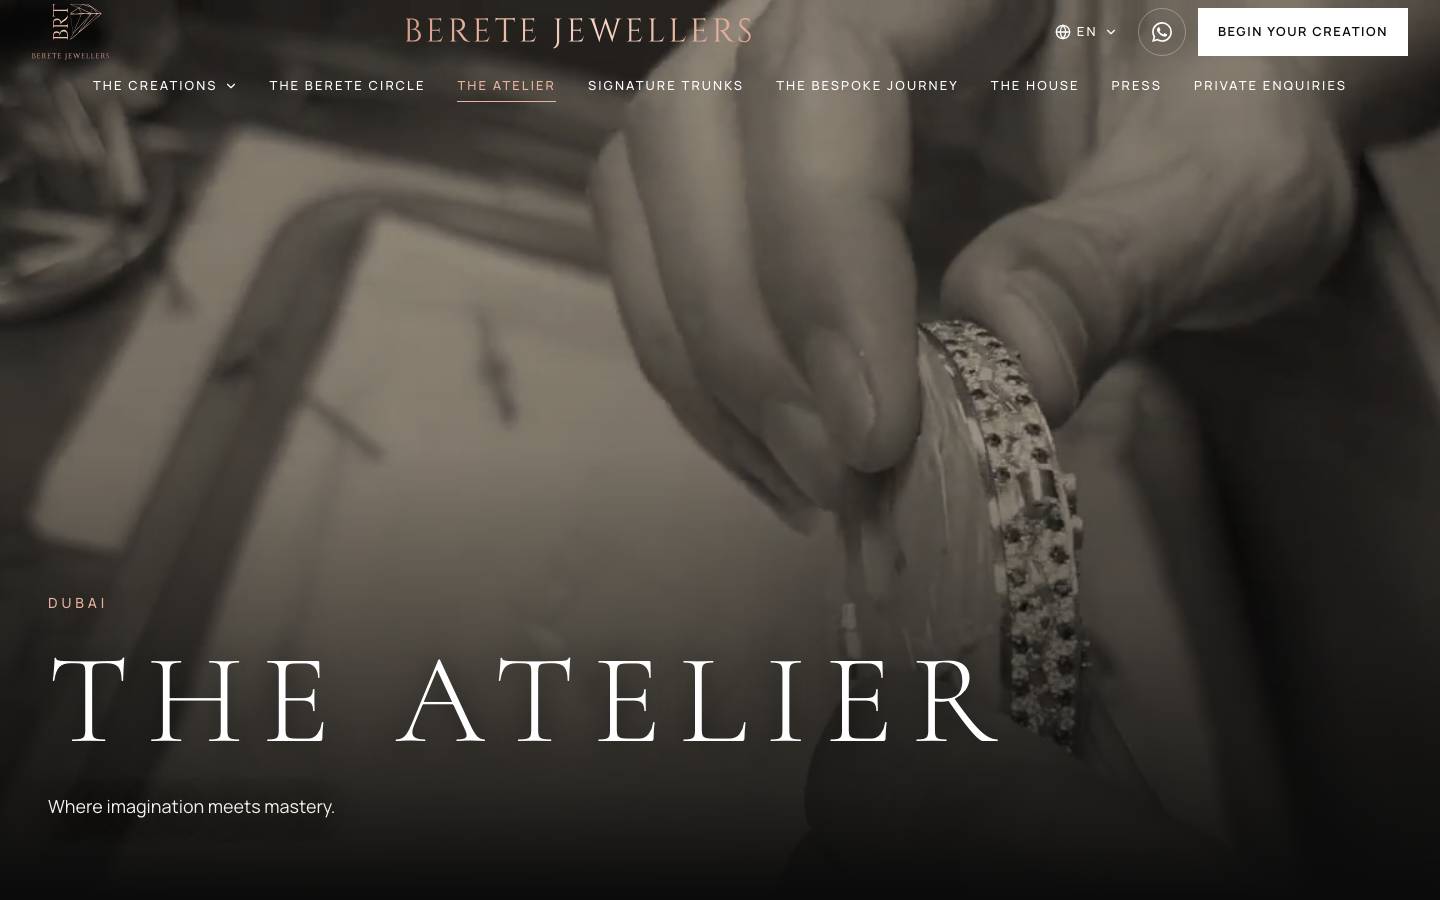 BRT
BERETE JEWELLERS
BERETE JEWELLERS
EN
BEGIN YOUR CREATION
THE CREATIONS
THE BERETE CIRCLE
THE ATELIER
SIGNATURE TRUNKS
THE BESPOKE JOURNEY
THE HOUSE
PRESS
PRIVATE ENQUIRIES
DUBAI
THE ATELIER
Where imagination meets mastery.